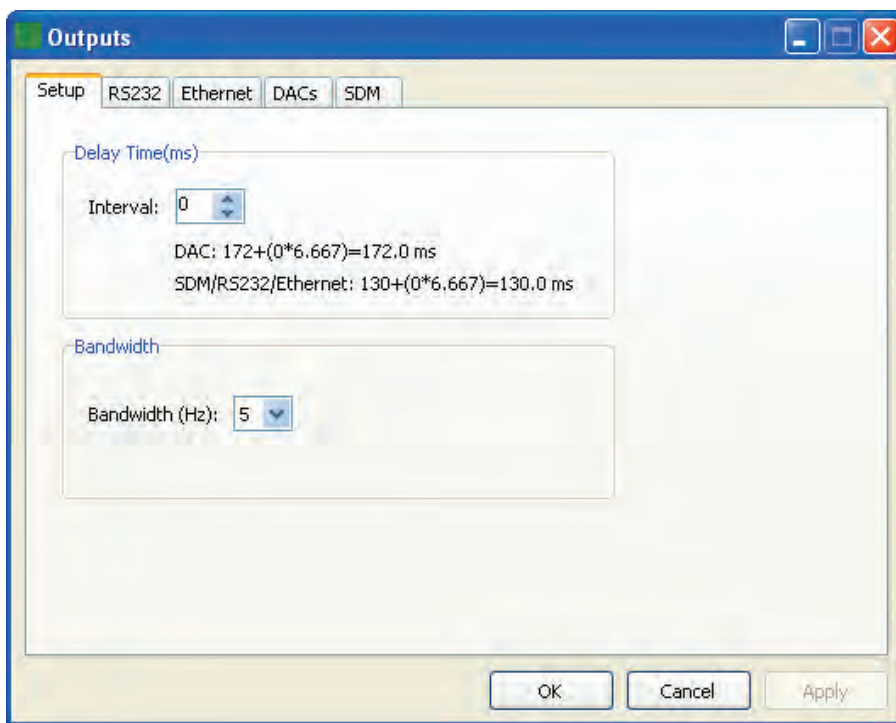 Outputs
Setup RS232 Ethernet DACs SDM
Delay Time(ms)
Interval: 0
DAC: 172+(0*6.667)=172.0 ms
SDM/RS232/Ethernet: 130+(0*6.667)=130.0 ms
Bandwidth
Bandwidth (Hz): 5
OK Cancel Apply